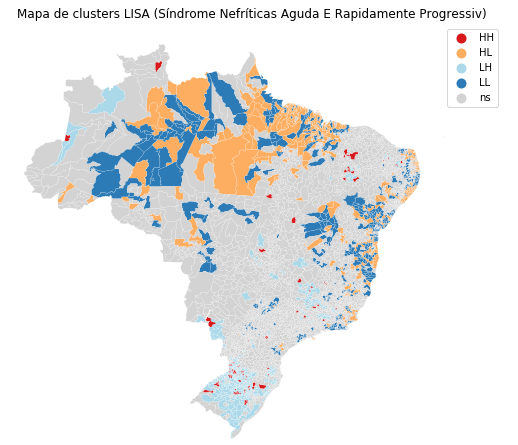 Mapa de clusters LISA (Síndrome Nefríticas Aguda E Rapidamente Progressiv)
HH
HL
LH
LL
ns